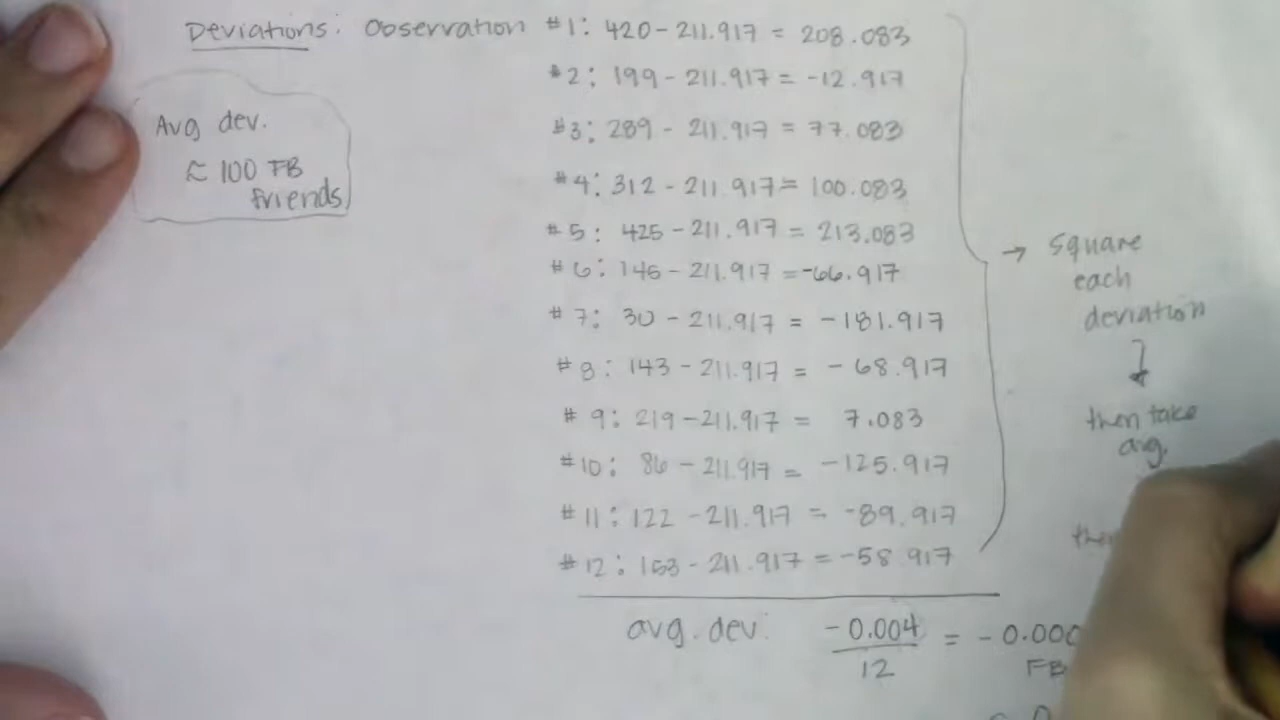 Deviations: Observation #1: 420 - 211.917 = 208.083
#2: 199 - 211.917 = -12.917
#3: 289 - 211.917 = 77.083
#4: 312 - 211.917 = 100.083
#5: 425 - 211.917 = 213.083
#6: 145 - 211.917 = -66.917
#7: 30 - 211.917 = -181.917
#8: 143 - 211.917 = -68.917
#9: 219 - 211.917 = 7.083
#10: 86 - 211.917 = -125.917
#11: 122 - 211.917 = -89.917
#12: 153 - 211.917 = -58.917
avg. dev: -0.004/12 = -0.000
FB
Avg dev.
≈ 100 FB
friends
→ square
each
deviation
↓
then take
avg.